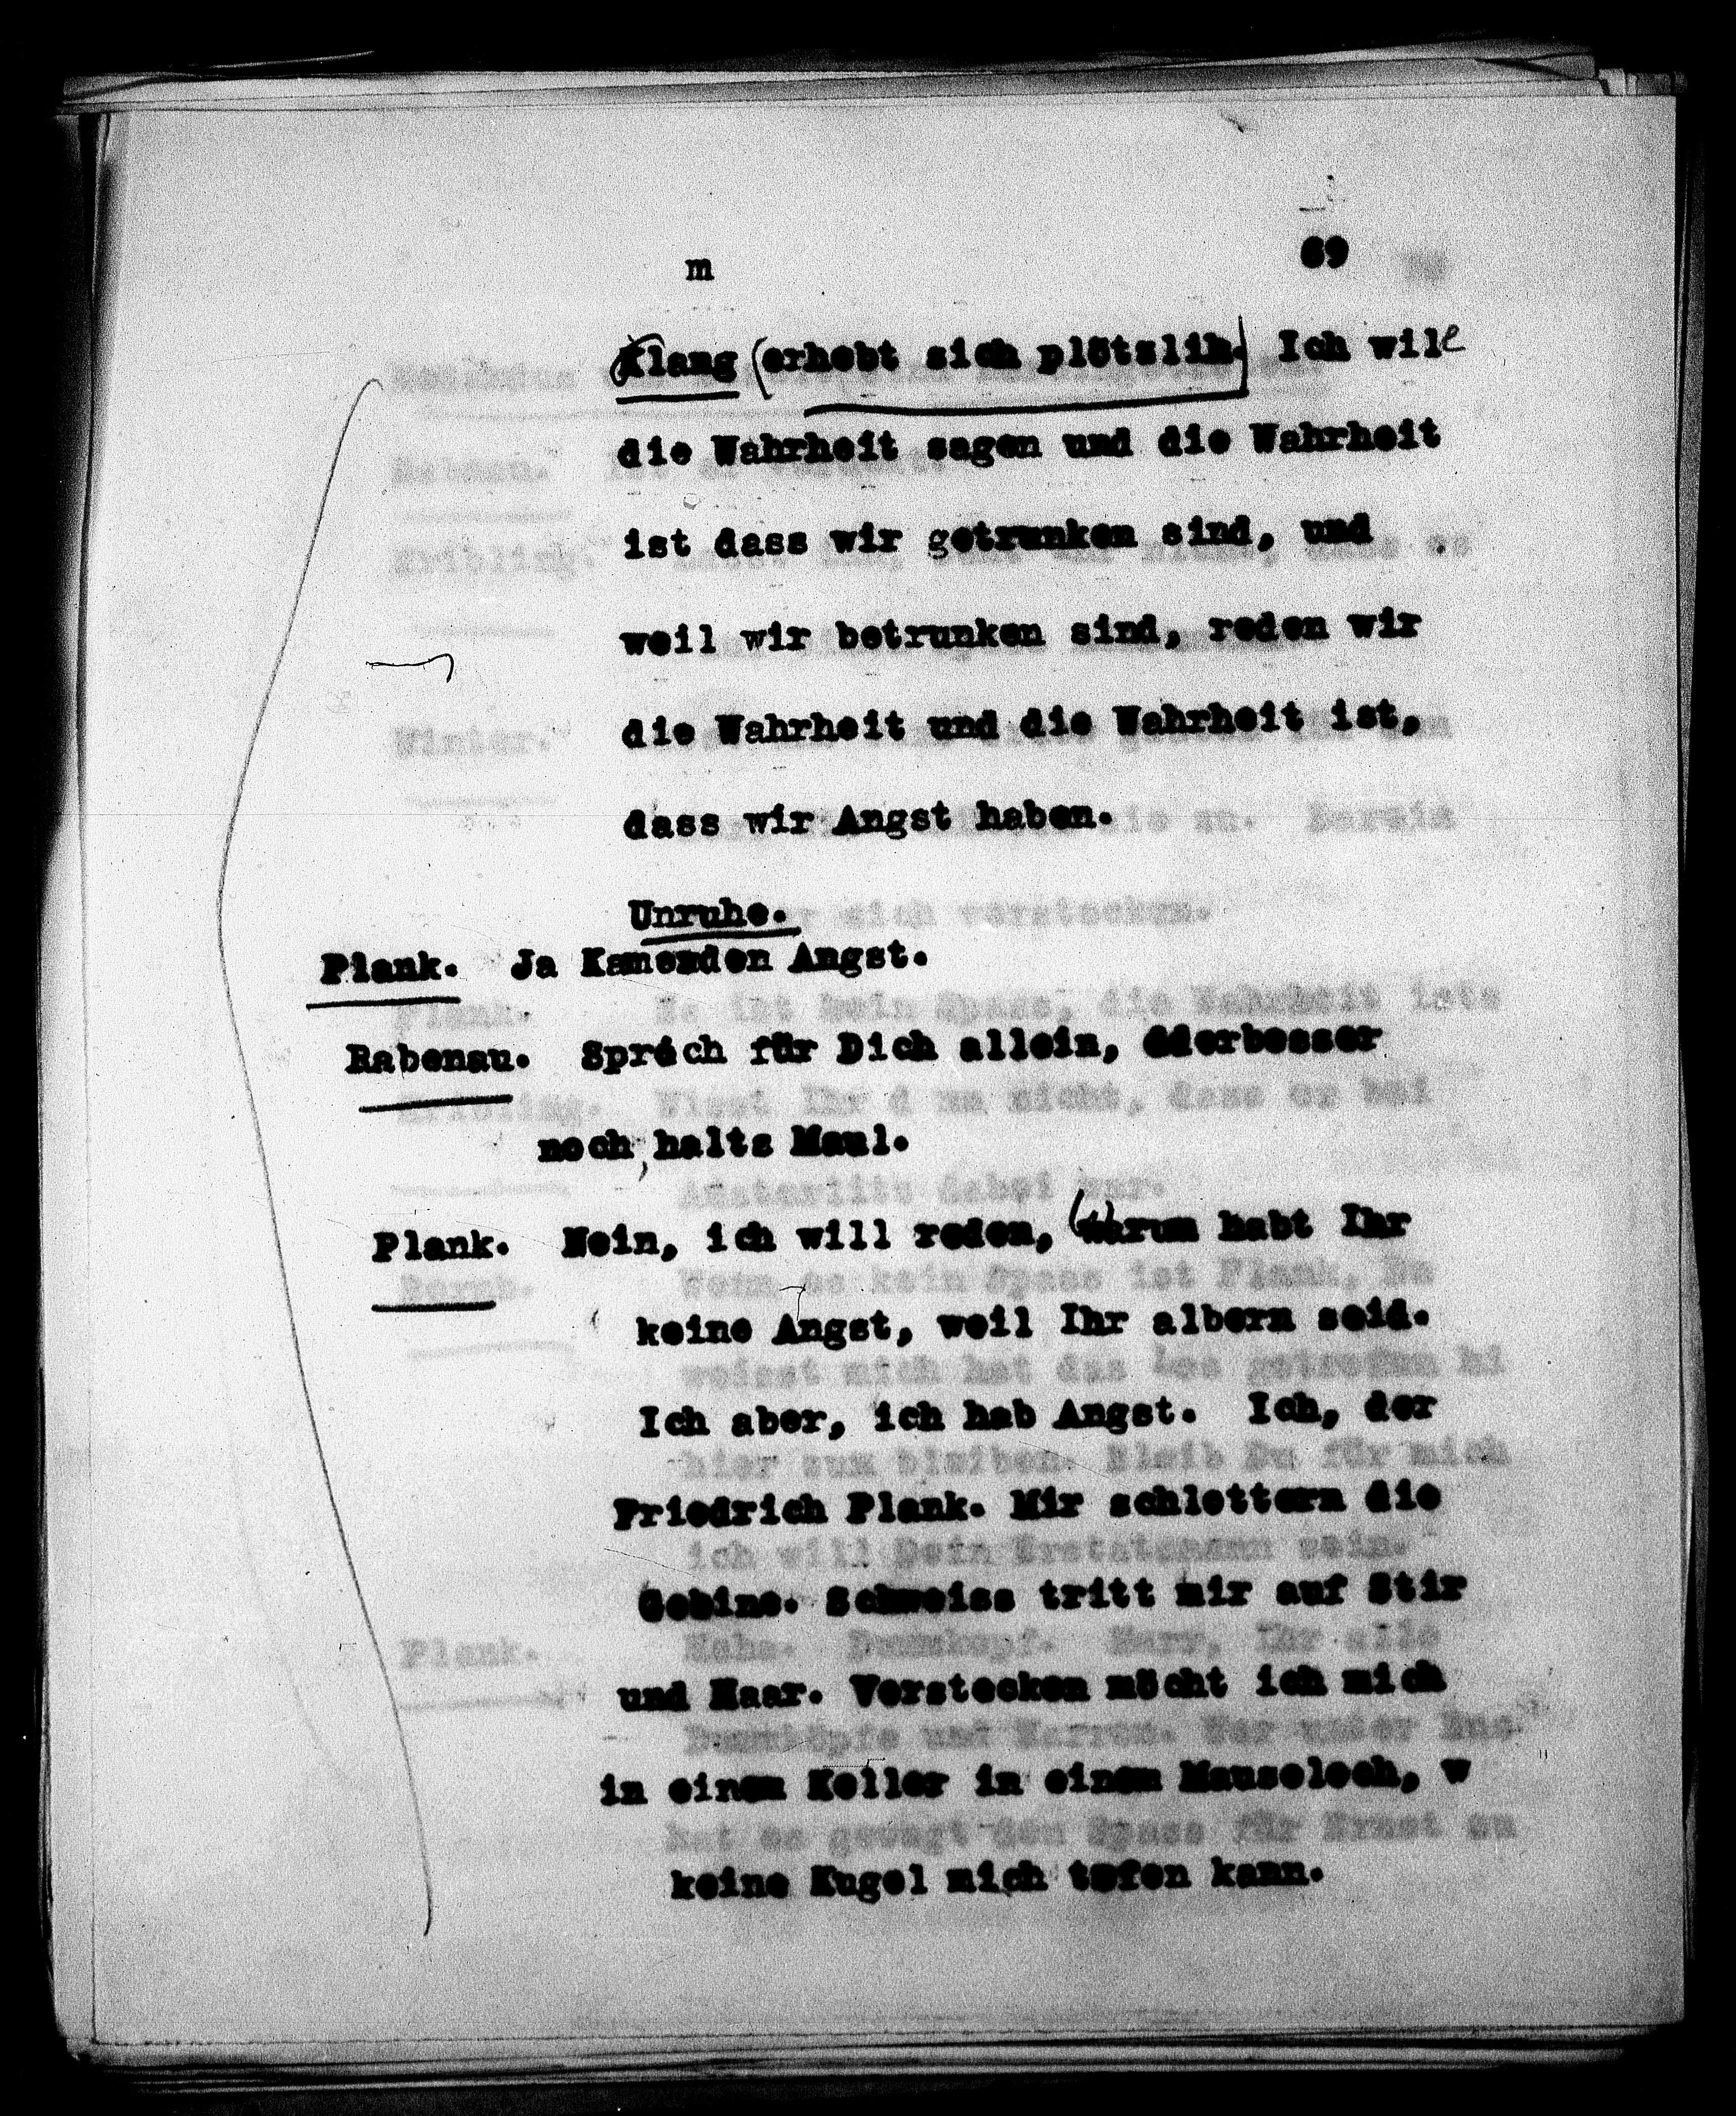 m 69
Klang (erhebt sich plötzlih.) Ich wile
die Wahrheit sagen und die Wahrheit
ist dass wir getrunken sind, und
weil wir betrunken sind, reden wir
die Wahrheit und die Wahrheit ist,
dass wir Angst haben.
Unruhe.
Plank. Ja Angst.
Rabenau. Sprech für Dich allein, oderbesser
noch, halts Maul.
Plank. Nein, ich will reden, (warum habt Ihr
keine Angst, weil Ihr albern seid.
Ich aber, ich hab Angst. Ich, der
Friedrich Plank. Mir schlottern die
Gebine. Schweiss tritt mir auf Stir
und Haar. Verstecken möcht ich mich
in einem Keller in einem Mauseloch, w
keine Kugel mich tefen kann.